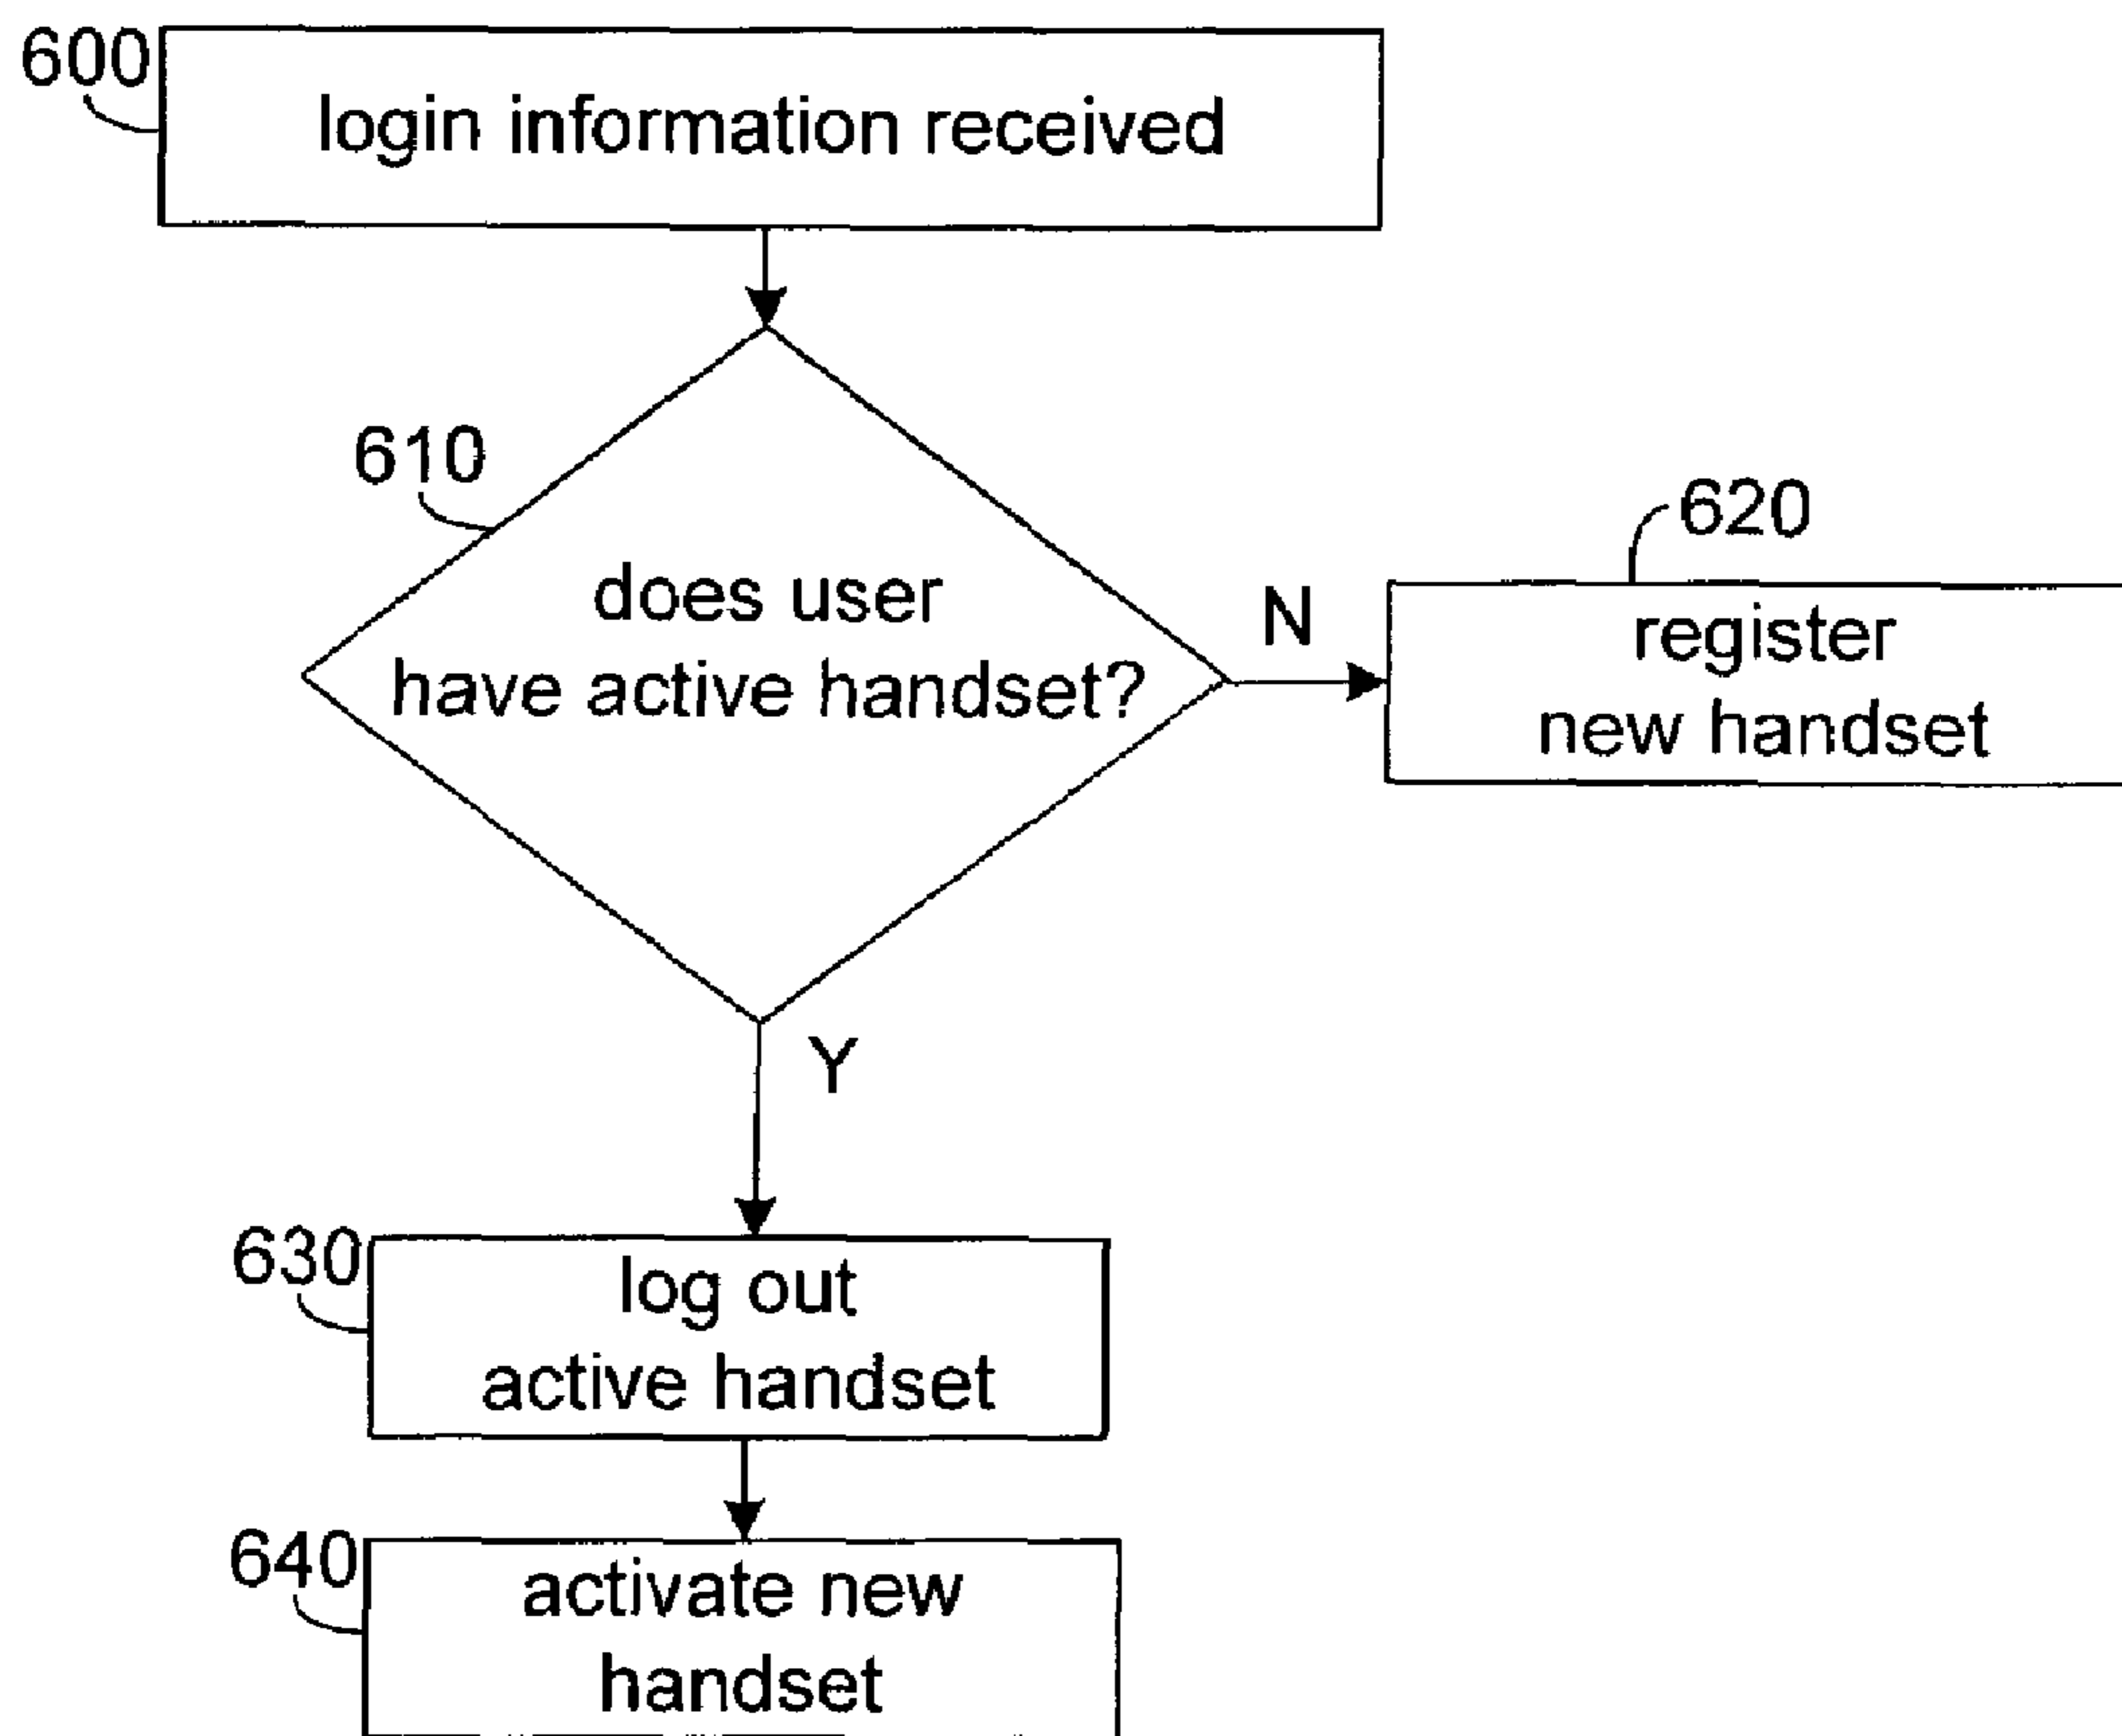 600
login information received
610
does user
have active handset?
N
620
register
new handset
Y
630
log out
active handset
640
activate new
handset